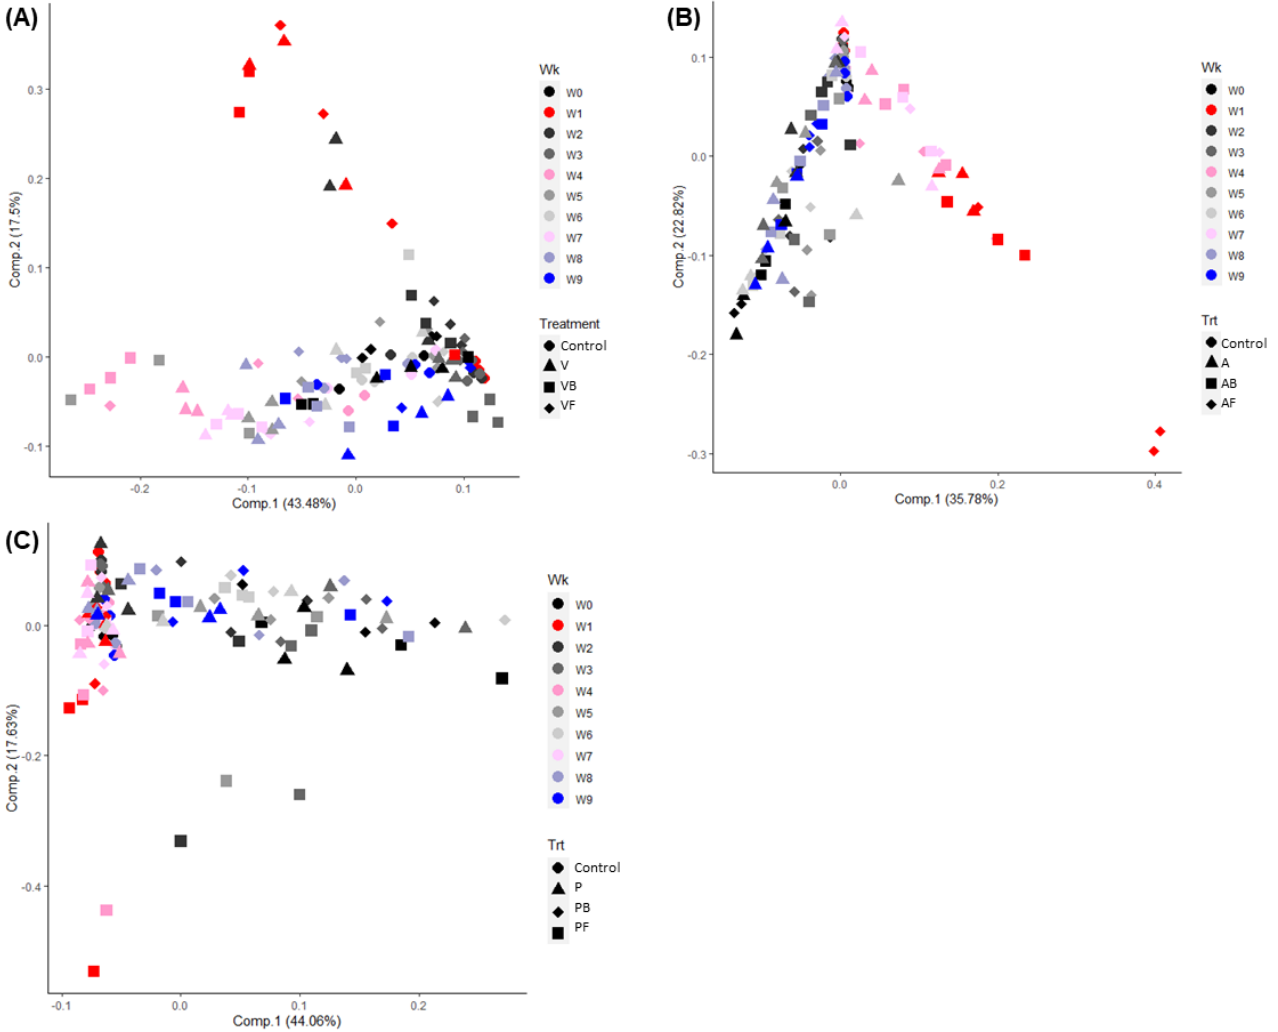 (A)
0.3
0.2
0.1
0.0
-0.1
-0.2
-0.1
0.0
0.1
Comp.2 (17.5%)
Comp.1 (43.48%)
Wk
W0
W1
W2
W3
W4
W5
W6
W7
W8
W9
Treatment
Control
V
VB
VF
(B)
0.1
0.0
-0.1
-0.2
-0.3
0.0
0.2
0.4
Comp.2 (22.82%)
Comp.1 (35.78%)
Wk
W0
W1
W2
W3
W4
W5
W6
W7
W8
W9
Trt
Control
A
AB
AF
(C)
0.0
-0.2
-0.4
-0.1
0.0
0.1
0.2
Comp.2 (17.63%)
Comp.1 (44.06%)
Wk
W0
W1
W2
W3
W4
W5
W6
W7
W8
W9
Trt
Control
P
PB
PF